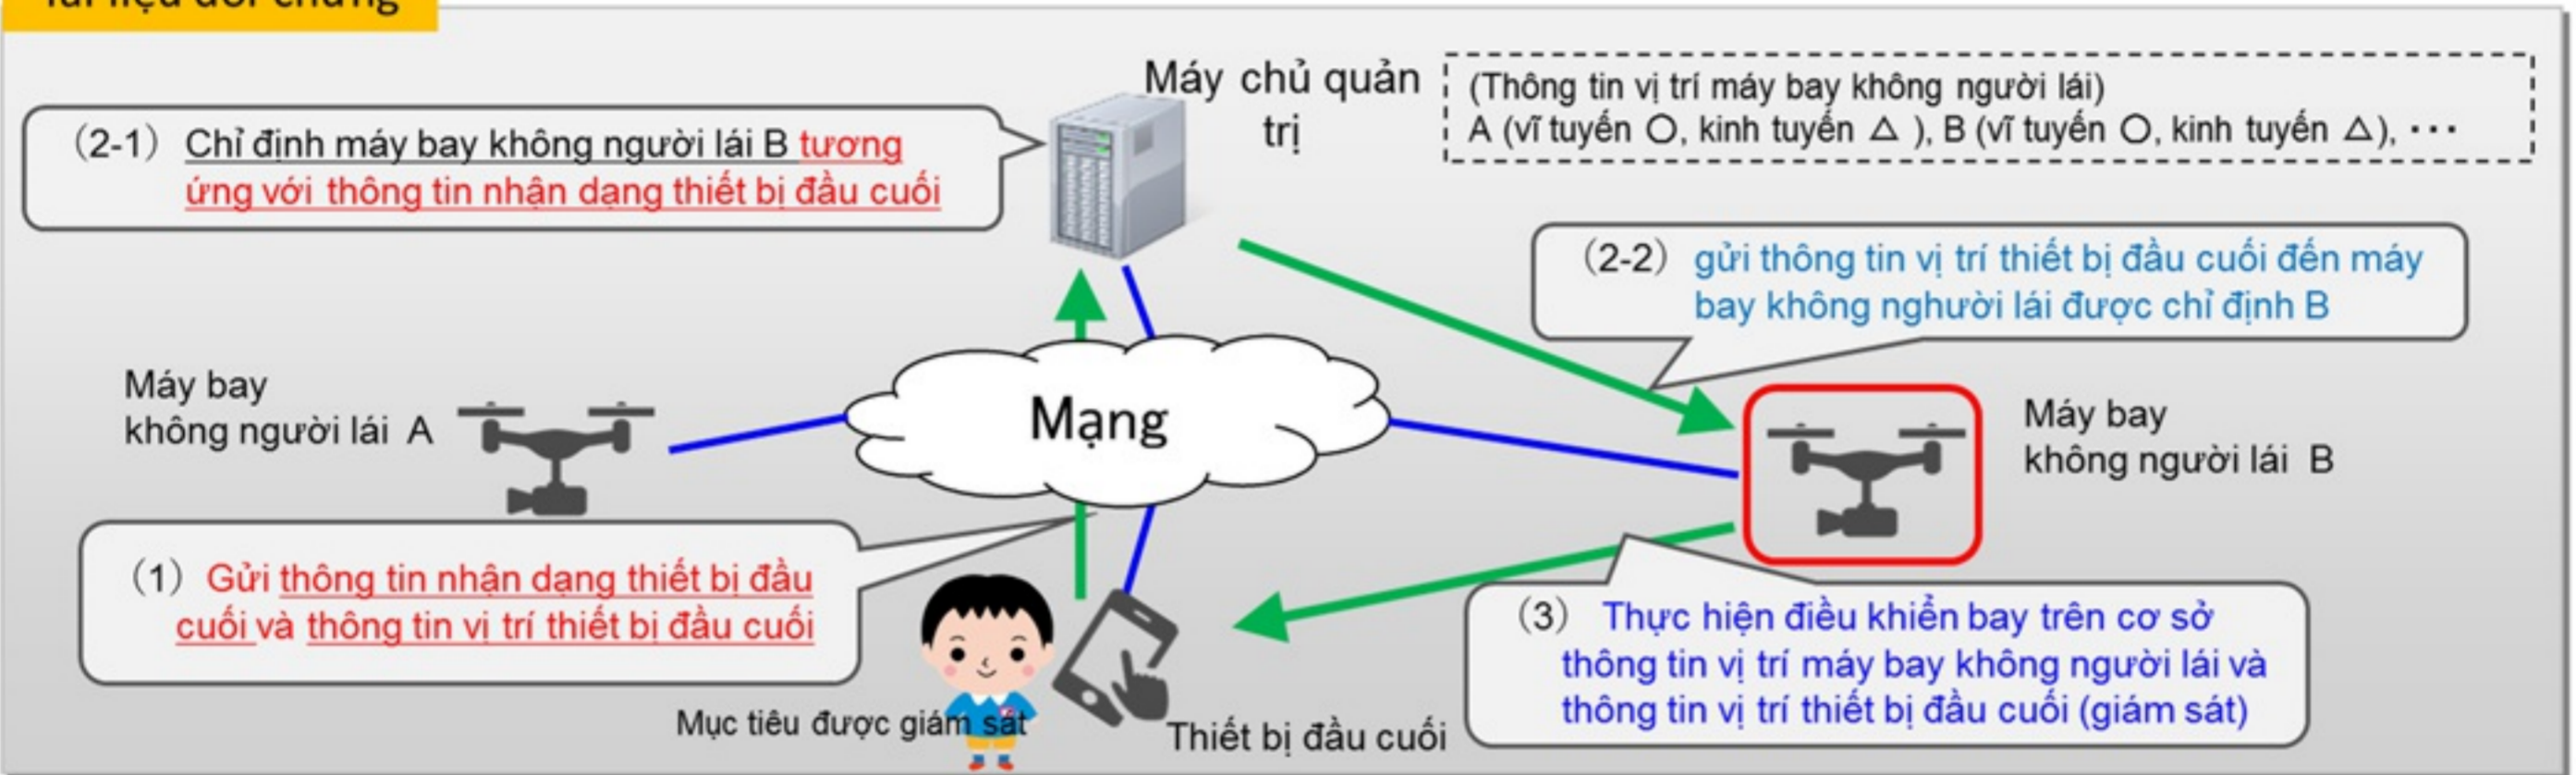 Tài liệu đối chứng
Máy chủ quản
trị
(Thông tin vị trí máy bay không người lái)
A (vĩ tuyến ○, kinh tuyến △ ), B (vĩ tuyến ○, kinh tuyến △), ･･･
（2-1） Chỉ định máy bay không người lái B tương
ứng với thông tin nhận dạng thiết bị đầu cuối
（2-2） gửi thông tin vị trí thiết bị đầu cuối đến máy
bay không nghười lái được chỉ định B
Máy bay
không người lái A
Mạng
Máy bay
không người lái B
（1） Gửi thông tin nhận dạng thiết bị đầu
cuối và thông tin vị trí thiết bị đầu cuối
（3） Thực hiện điều khiển bay trên cơ sở
thông tin vị trí máy bay không người lái và
thông tin vị trí thiết bị đầu cuối (giám sát)
Mục tiêu được giám sát
Thiết bị đầu cuối